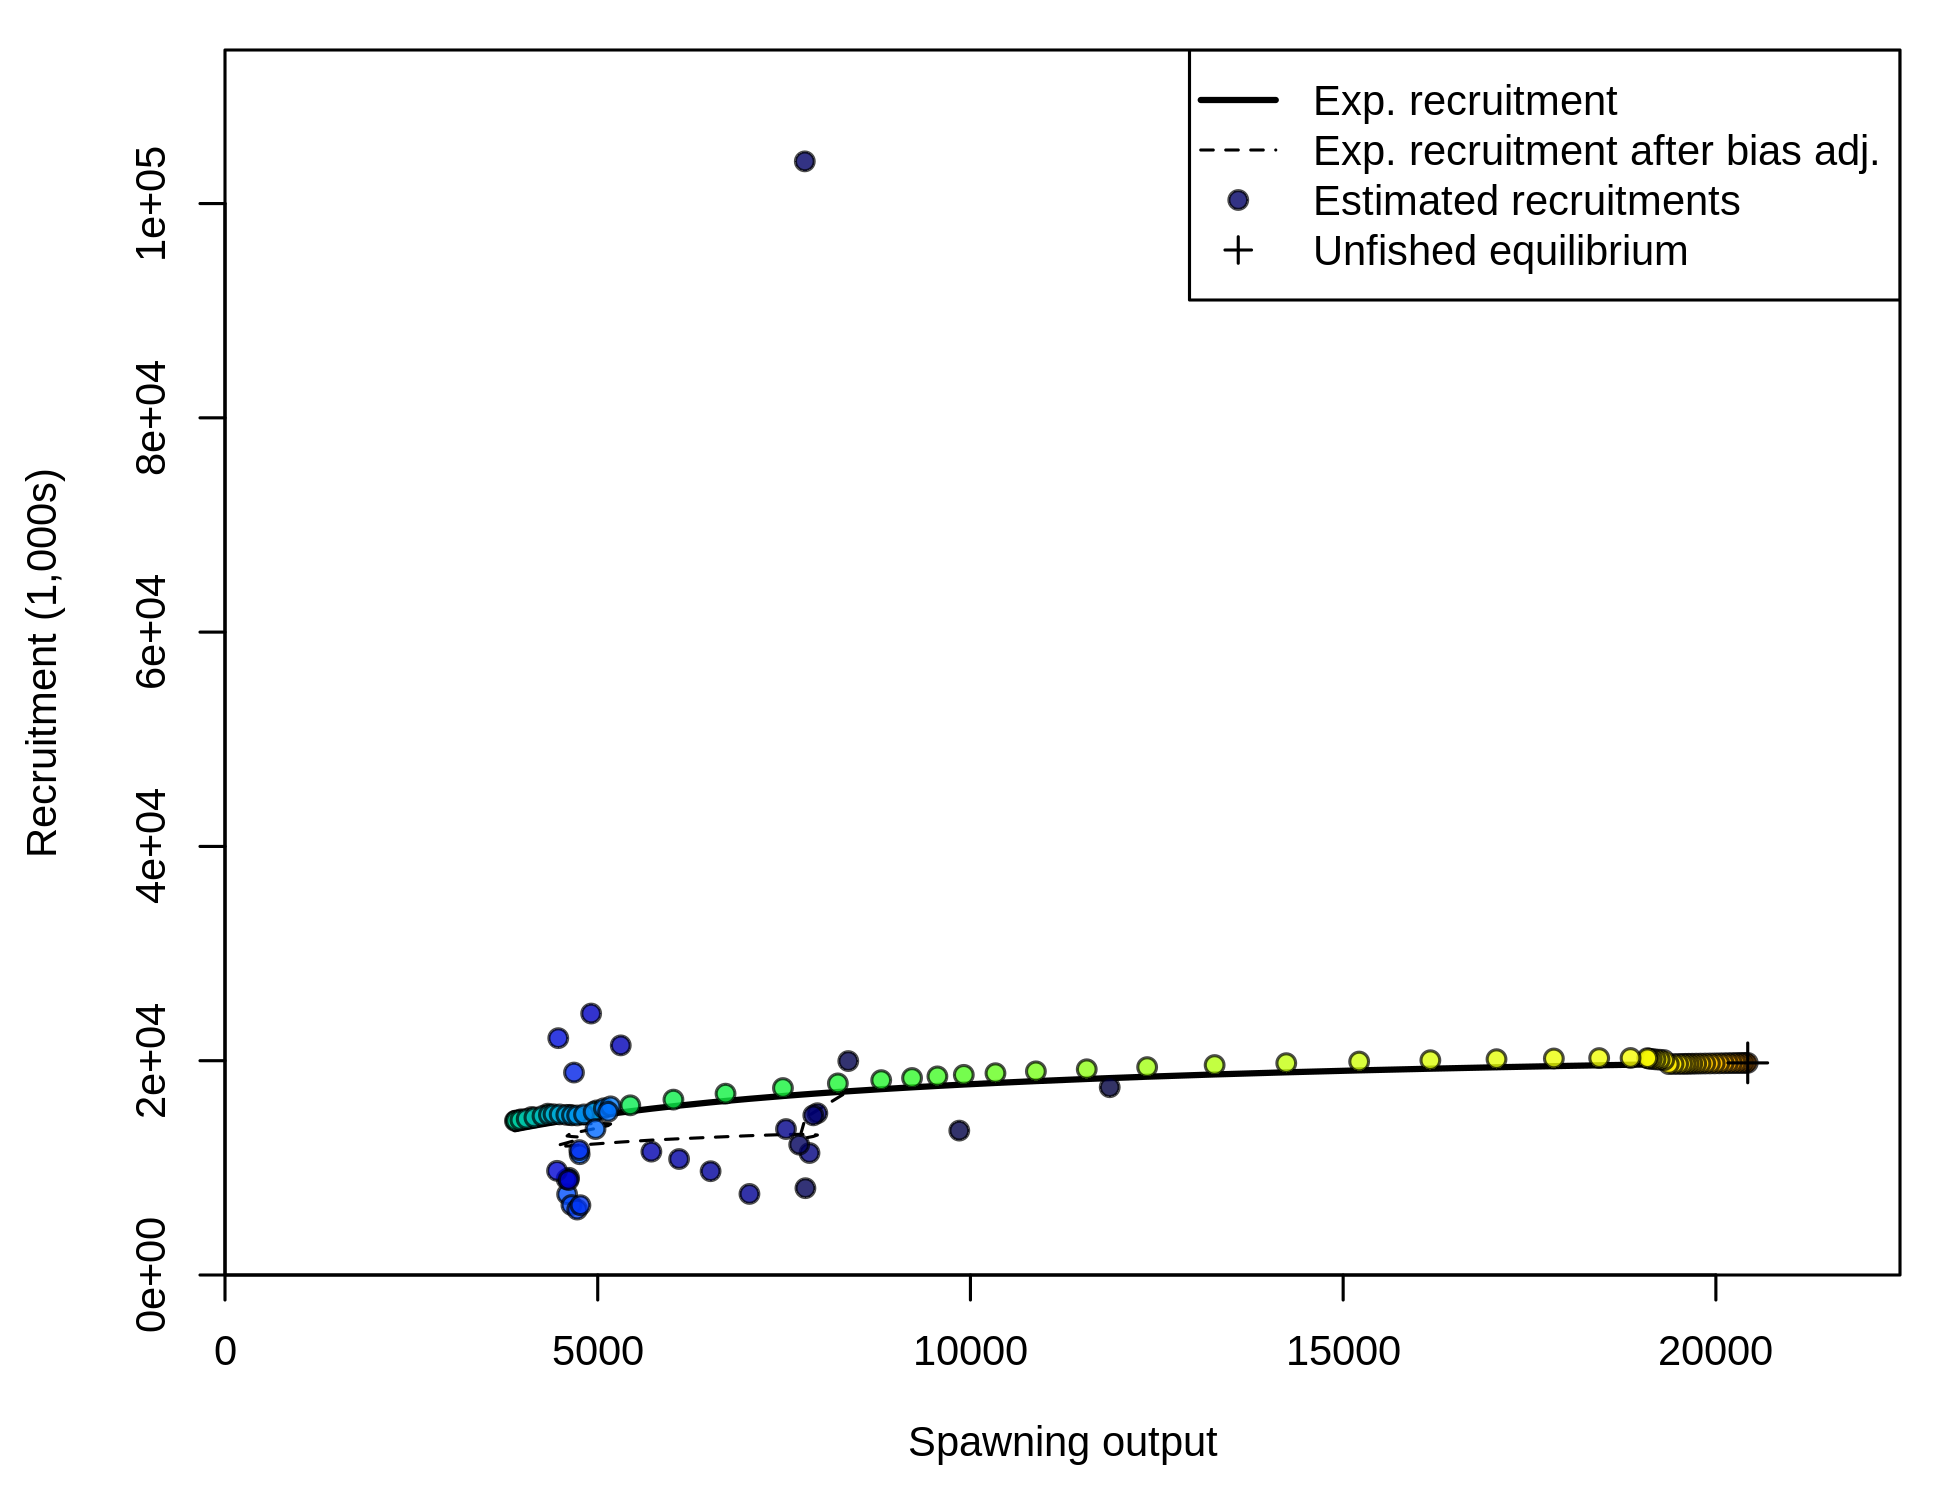 Exp. recruitment
Exp. recruitment after bias adj.
Estimated recruitments
Unfished equilibrium
Recruitment (1,000s)
1e+05
8e+04
6e+04
4e+04
2e+04
0e+00
0 5000 10000 15000 20000
Spawning output